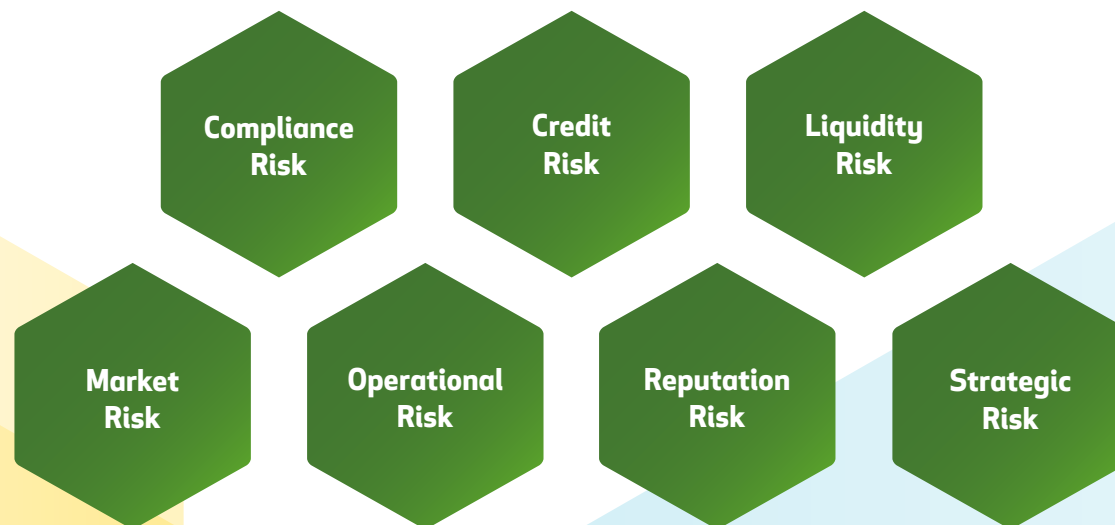 Compliance
Risk
Credit
Risk
Liquidity
Risk
Market
Risk
Operational
Risk
Reputation
Risk
Strategic
Risk